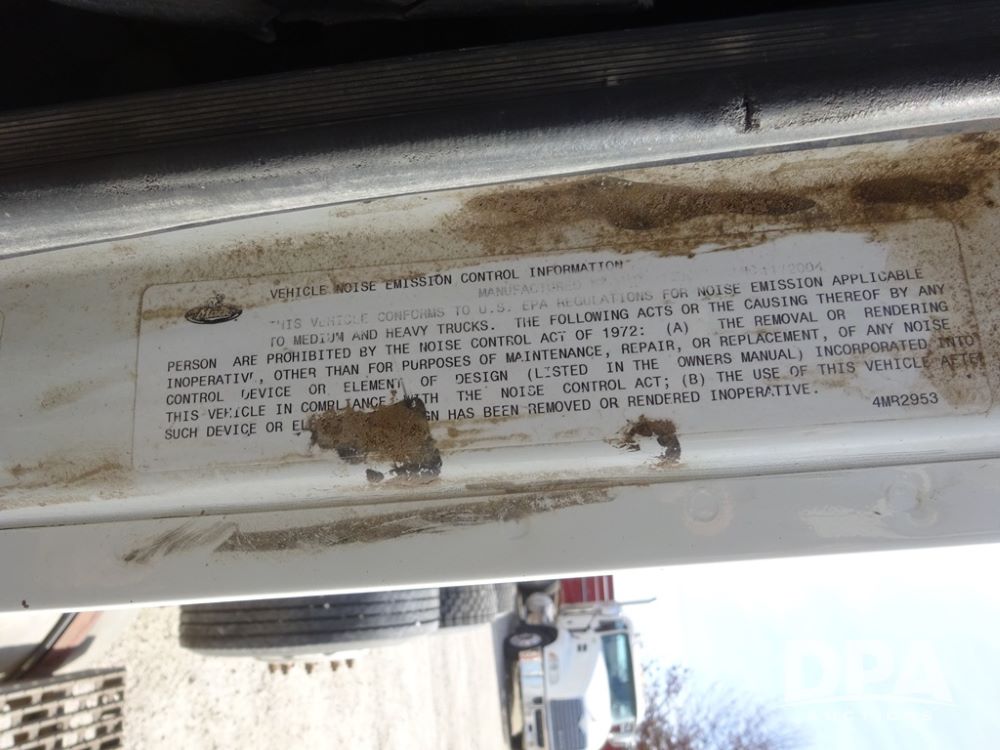 Mack
VEHICLE NOISE EMISSION CONTROL INFORMATION
MANUFACTURED 2004
THIS VEHICLE CONFORMS TO U.S. EPA REGULATIONS FOR NOISE EMISSION APPLICABLE
TO MEDIUM AND HEAVY TRUCKS. THE FOLLOWING ACTS OR THE CAUSING THEREOF BY ANY
PERSON ARE PROHIBITED BY THE NOISE CONTROL ACT OF 1972: (A) THE REMOVAL OR RENDERING
INOPERATIVE, OTHER THAN FOR PURPOSES OF MAINTENANCE, REPAIR, OR REPLACEMENT, OF ANY NOISE
CONTROL DEVICE OR ELEMENT OF DESIGN (LISTED IN THE OWNERS MANUAL) INCORPORATED INTO
THIS VEHICLE IN COMPLIANCE WITH THE NOISE CONTROL ACT; (B) THE USE OF THIS VEHICLE AFTER
SUCH DEVICE OR HAS BEEN REMOVED OR RENDERED INOPERATIVE.
4MR2953
DPA
AUCTIONS